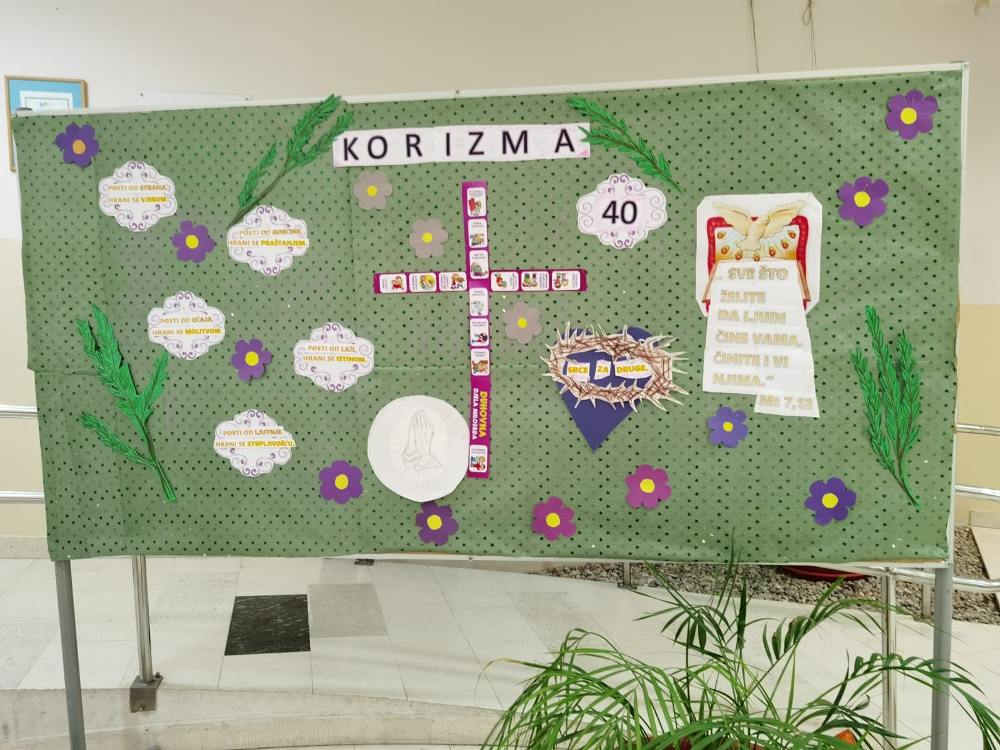 KORIZMA
POSTI OD STRAHA,
HRANI SE VJEROM.
POSTI OD GORČINE,
HRANI SE PRAŠTANJEM.
POSTI OD OČAJA,
HRANI SE MOLITVOM.
POSTI OD LAŽI,
HRANI SE ISTINOM.
POSTI OD LJUTNJE,
HRANI SE STRPLJIVOŠĆU.
DUHOVNA
DJELA MILOSRĐA
40
SRCE ZA DRUGE.
„SVE ŠTO
ŽELITE
DA LJUDI
ČINE VAMA,
ČINITE I VI
NJIMA.“
Mt 7,12